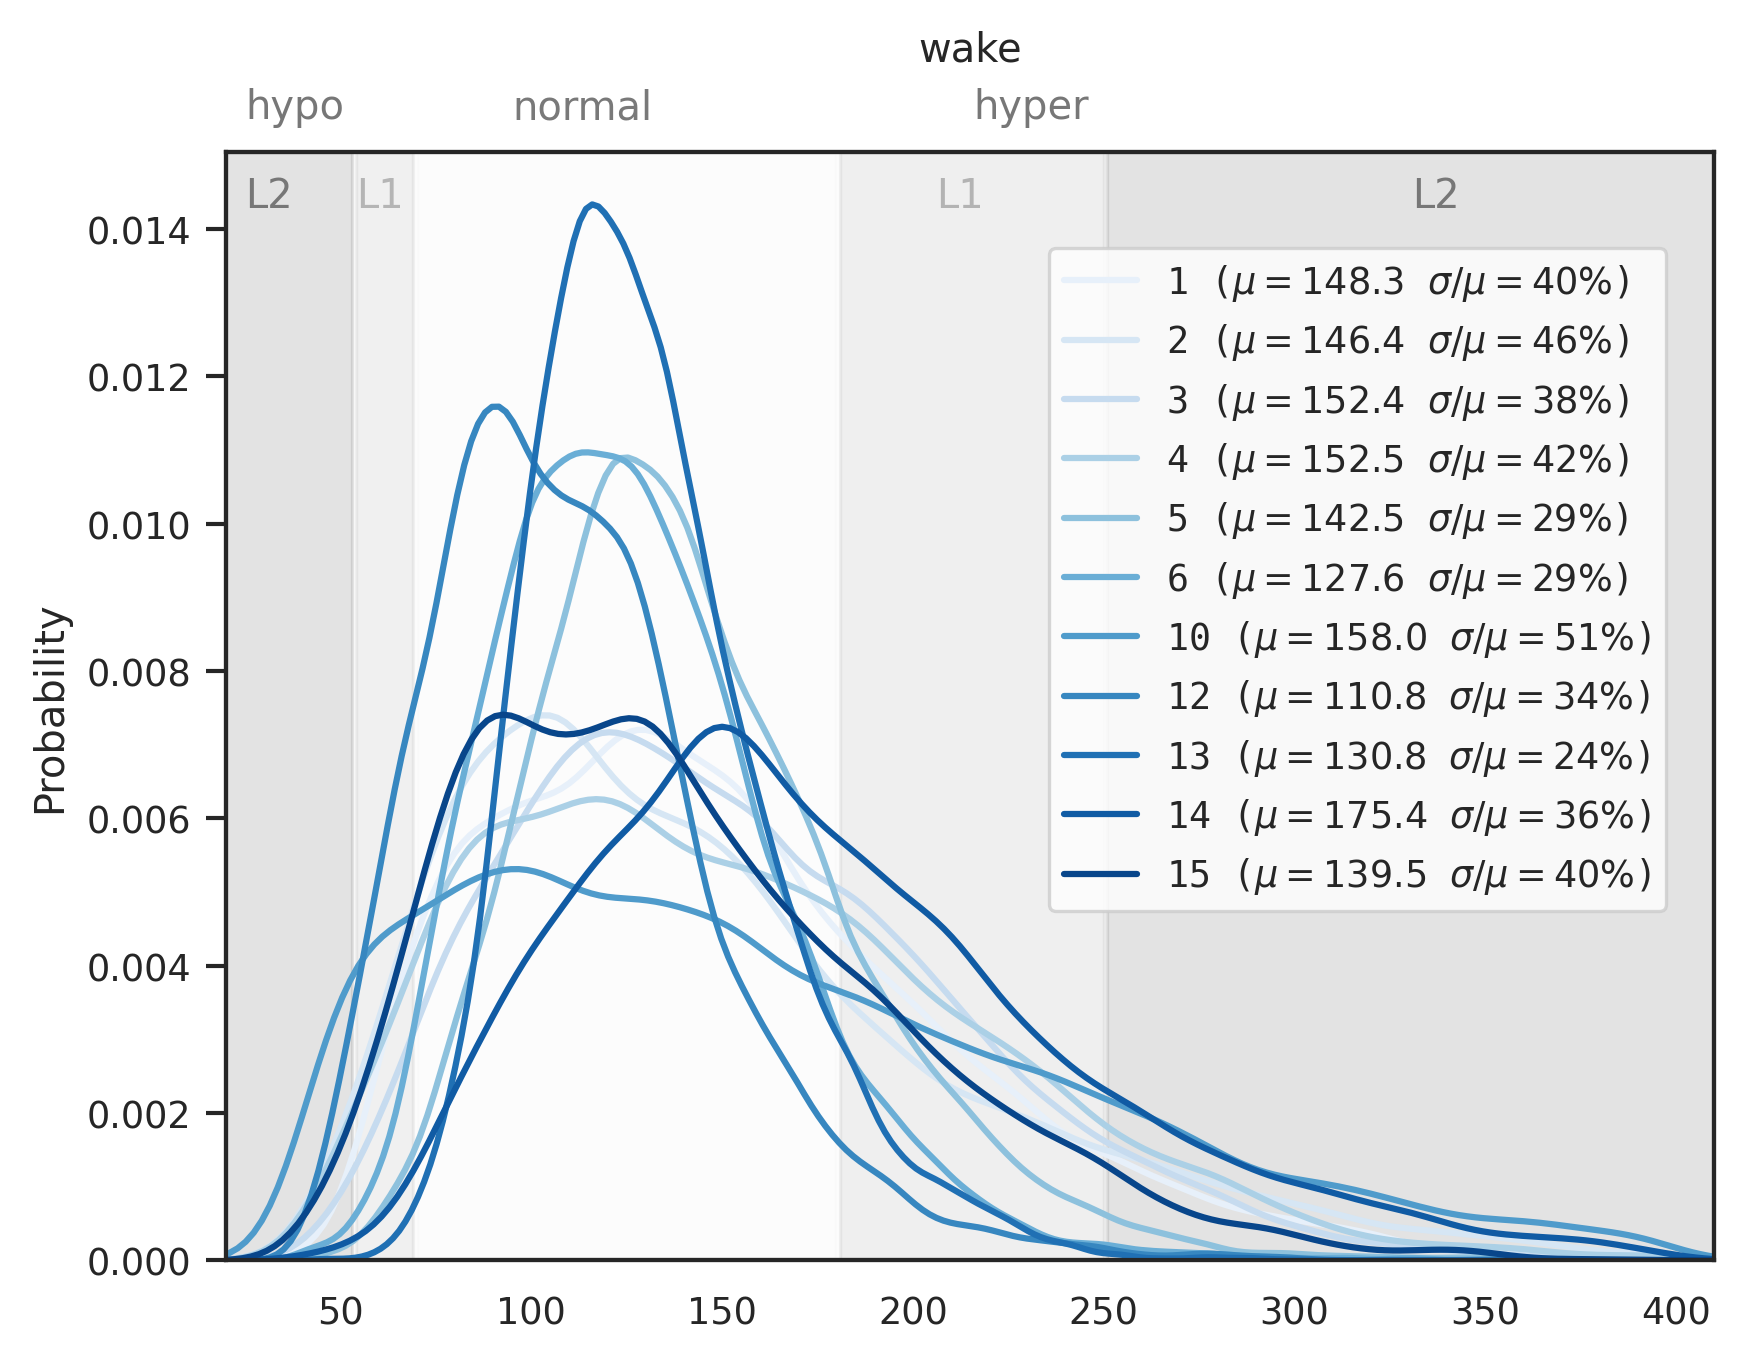 wake
hypo normal hyper
L2 L1 L1 L2
0.014
0.012
0.010
0.008
0.006
0.004
0.002
0.000
Probability
1 (μ = 148.3 σ/μ = 40%)
2 (μ = 146.4 σ/μ = 46%)
3 (μ = 152.4 σ/μ = 38%)
4 (μ = 152.5 σ/μ = 42%)
5 (μ = 142.5 σ/μ = 29%)
6 (μ = 127.6 σ/μ = 29%)
10 (μ = 158.0 σ/μ = 51%)
12 (μ = 110.8 σ/μ = 34%)
13 (μ = 130.8 σ/μ = 24%)
14 (μ = 175.4 σ/μ = 36%)
15 (μ = 139.5 σ/μ = 40%)
50 100 150 200 250 300 350 400